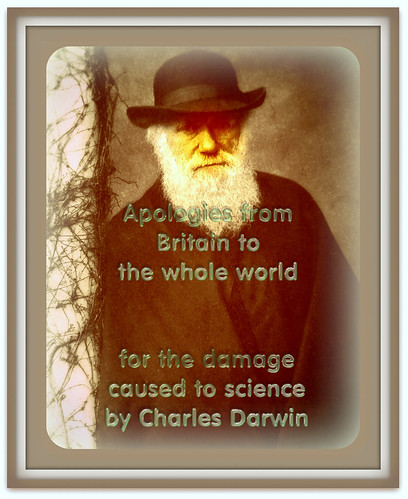 Apologies from
Britain to
the whole world
for the damage
caused to science
by Charles Darwin